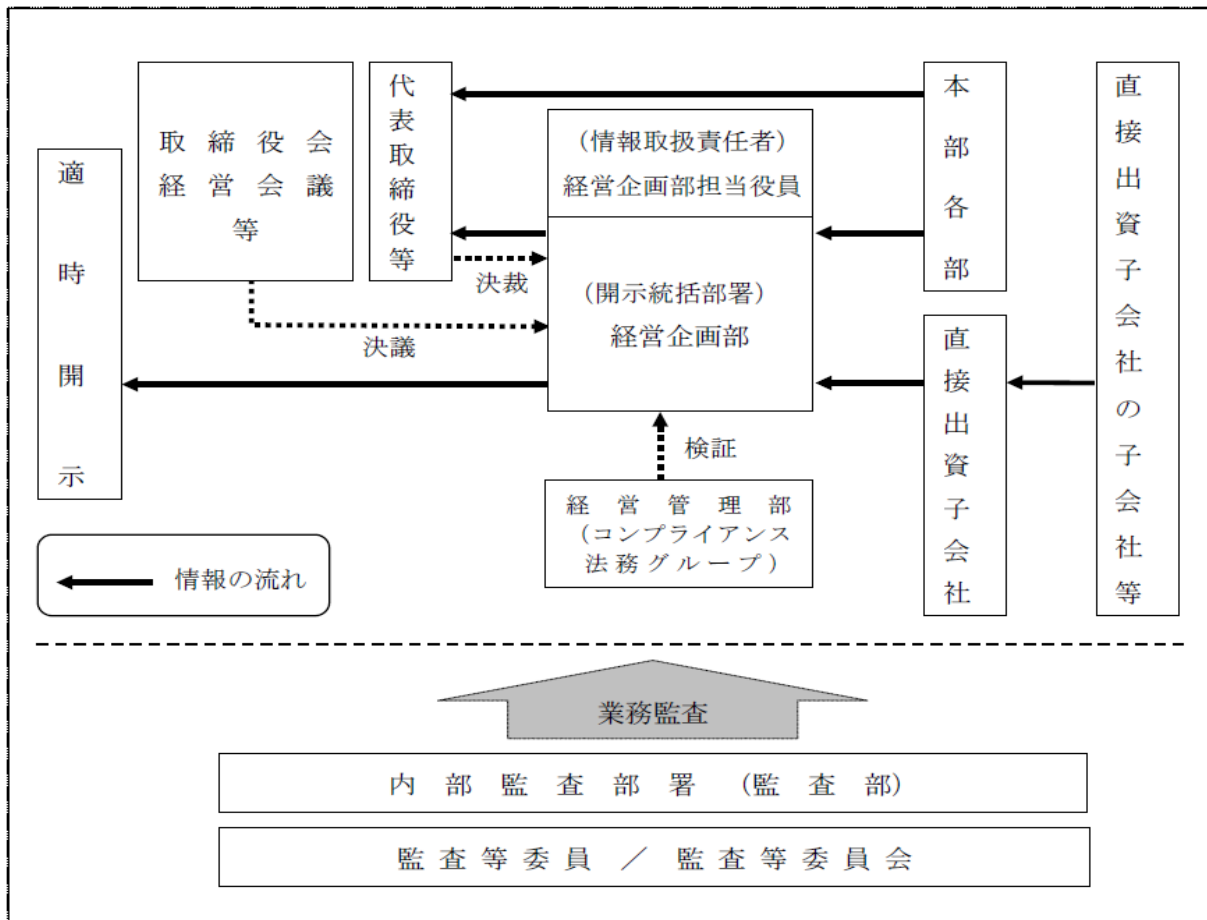 適時開示
取締役会
経営会議
等
代表取締役等
(情報取扱責任者)
経営企画部担当役員
(開示統括部署)
経営企画部
決裁
決議
検証
経営管理部
(コンプライアンス
法務グループ)
本部各部
直接出資子会社
直接出資子会社の子会社等
情報の流れ
業務監査
内部監査部署(監査部)
監査等委員／監査等委員会